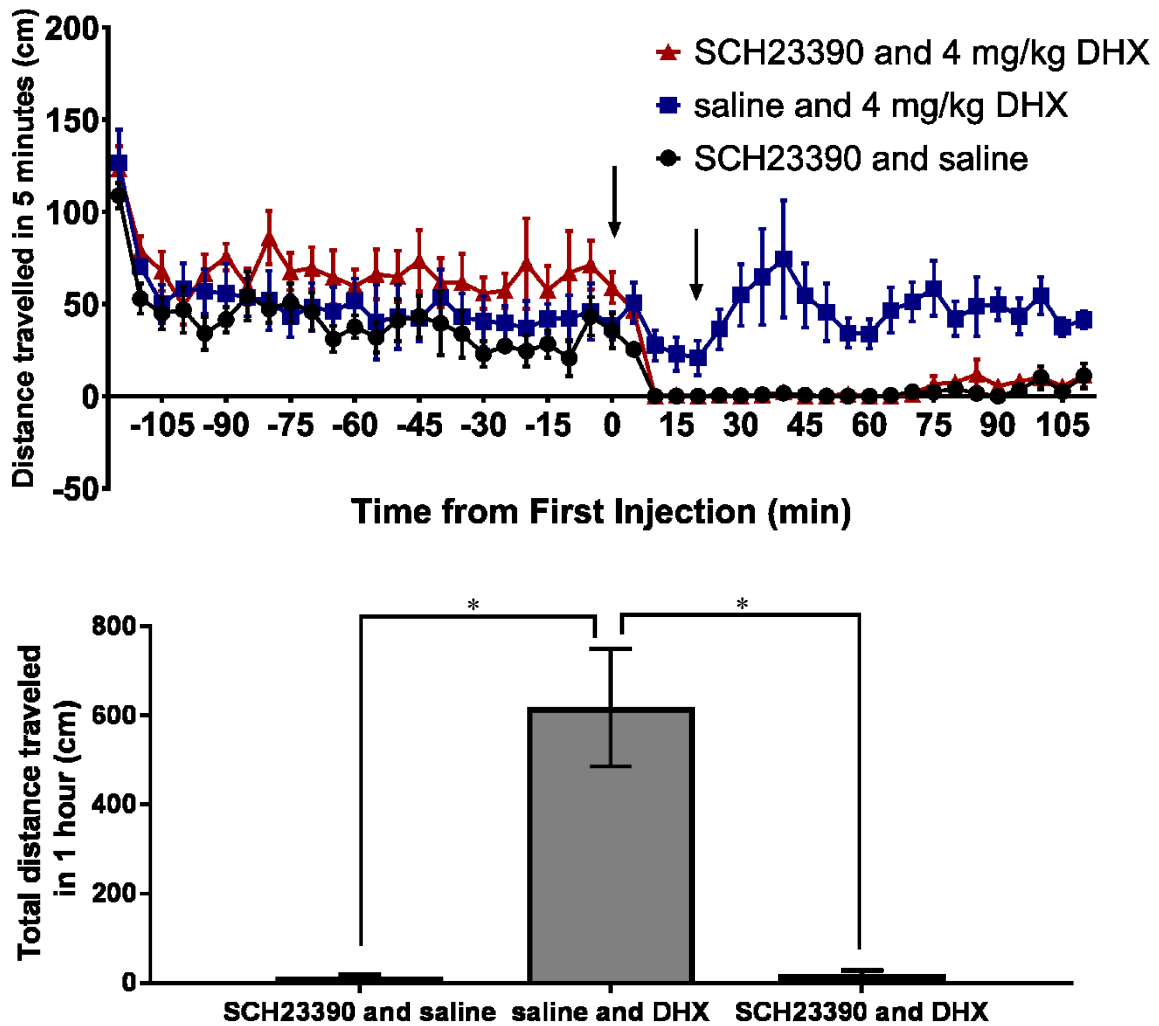 200
150
100
50
0
-50
Distance travelled in 5 minutes (cm)
SCH23390 and 4 mg/kg DHX
saline and 4 mg/kg DHX
SCH23390 and saline
-105 -90 -75 -60 -45 -30 -15 0 15 30 45 60 75 90 105
Time from First Injection (min)
* *
800
600
400
200
0
Total distance traveled
in 1 hour (cm)
SCH23390 and saline saline and DHX SCH23390 and DHX